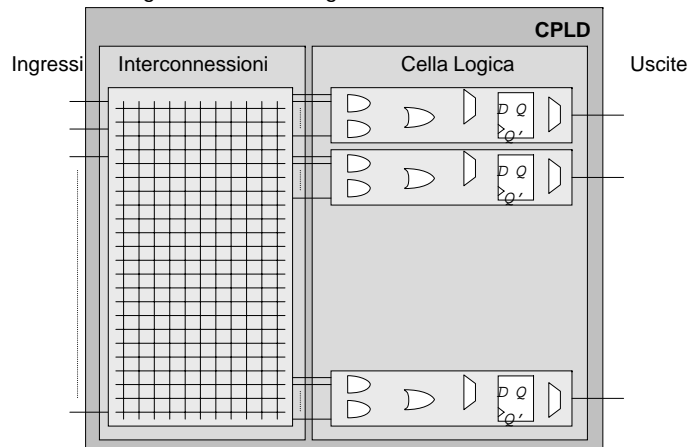 CPLD
Ingressi Interconnessioni Cella Logica Uscite
D Q
Q'
D Q
Q'
D Q
Q'